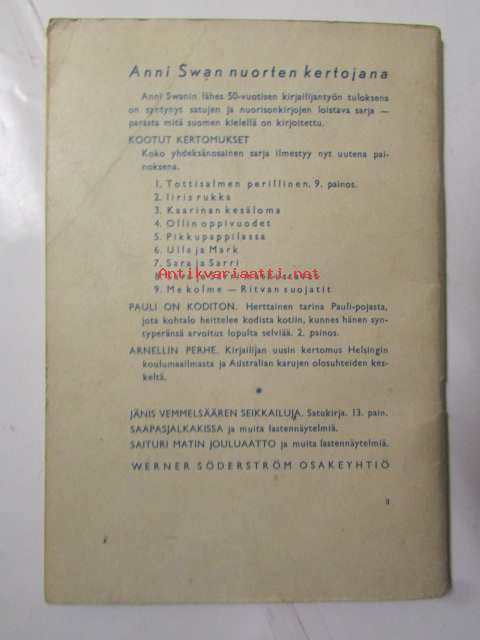 Anni Swan nuorten kertojana
Anni Swanin lähes 50-vuotisen kirjailijantyön tuloksena
on syntynyt satujen ja nuorisonkirjojen loistava sarja —
parasta mitä suomen kielellä on kirjoitettu.
KOOTUT KERTOMUKSET
Koko yhdeksänosainen sarja ilmestyy nyt uutena pai-
noksena.
1. Tottisalmen perillinen, 9. painos.
2. Iiris rukka
3. Kaarinan kesäloma
4. Ollin oppivuodet
5. Pikkupappilassa
6. Ulla ja Mark
7. Sara ja Sarri
Antikvariaatti.net
8. Sara ja Sarri matkustavat
9. Me kolme — Ritvan suojatit
PAULI ON KODITON. Herttainen tarina Pauli-pojasta,
jota kohtalo heittelee kodista kotiin, kunnes hänen syn-
typeränsä arvoitus lopulta selviää. 2. painos.
ARNELLIN PERHE. Kirjailijan uusin kertomus Helsingin
koulumaailmasta ja Australian karujen olosuhteiden kes-
keltä.
*
JÄNIS VEMMELSÄÄREN SEIKKAILUJA. Satukirja. 13. pain.
SAAPASJALKAKISSA ja muita lastennäytelmiä.
SAITURI MATIN JOULUAATTO ja muita lastennäytelmiä.
WERNER SÖDERSTRÖM OSAKEYHTIÖ